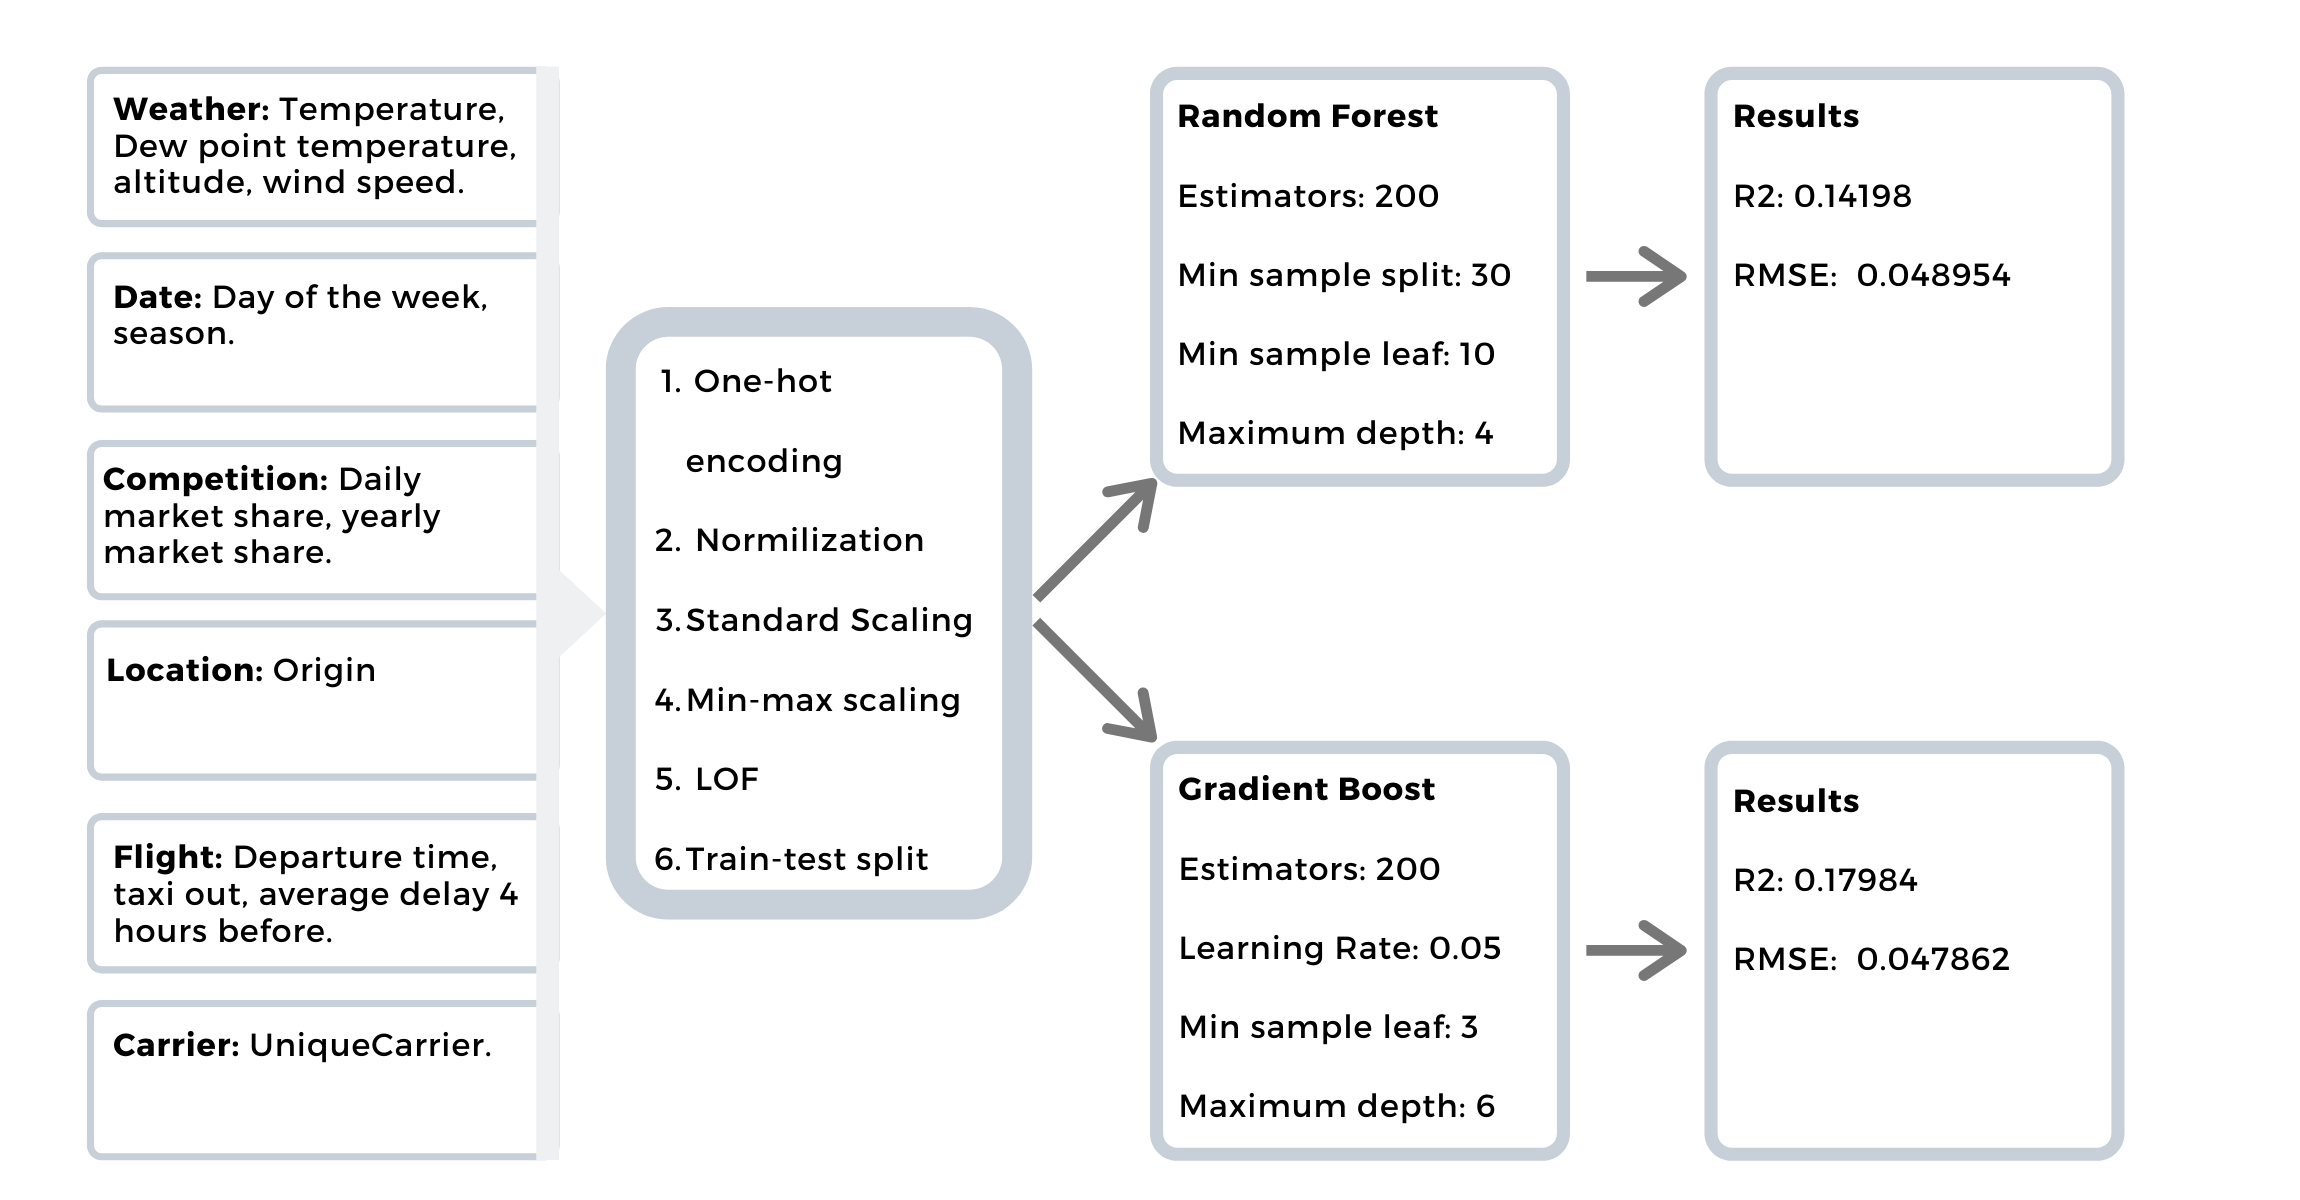 Weather: Temperature,
Dew point temperature,
altitude, wind speed.
Date: Day of the week,
season.
Competition: Daily
market share, yearly
market share.
Location: Origin
Flight: Departure time,
taxi out, average delay 4
hours before.
Carrier: UniqueCarrier.
1. One-hot
encoding
2. Normilization
3. Standard Scaling
4. Min-max scaling
5. LOF
6. Train-test split
Random Forest
Estimators: 200
Min sample split: 30
Min sample leaf: 10
Maximum depth: 4
Results
R2: 0.14198
RMSE: 0.048954
Gradient Boost
Estimators: 200
Learning Rate: 0.05
Min sample leaf: 3
Maximum depth: 6
Results
R2: 0.17984
RMSE: 0.047862